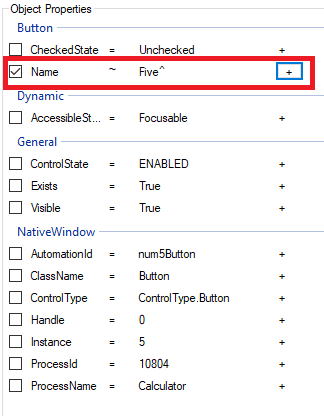 Object Properties
Button
CheckedState = Unchecked +
Name ~ Five^ +
Dynamic
AccessibleSt... = Focusable +
General
ControlState = ENABLED +
Exists = True +
Visible = True +
NativeWindow
AutomationId = num5Button +
ClassName = Button +
ControlType = ControlType.Button +
Handle = 0 +
Instance = 5 +
ProcessId = 10804 +
ProcessName = Calculator +